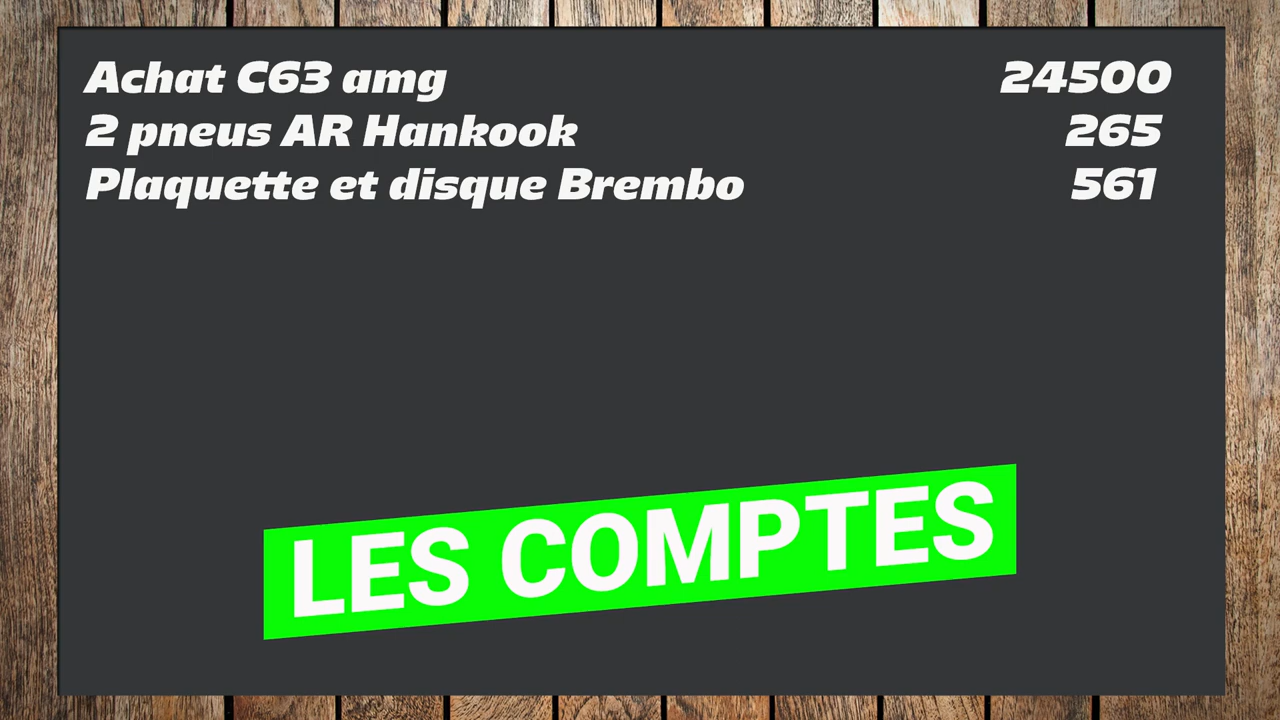 Achat C63 amg 24500
2 pneus AR Hankook 265
Plaquette et disque Brembo 561
LES COMPTES